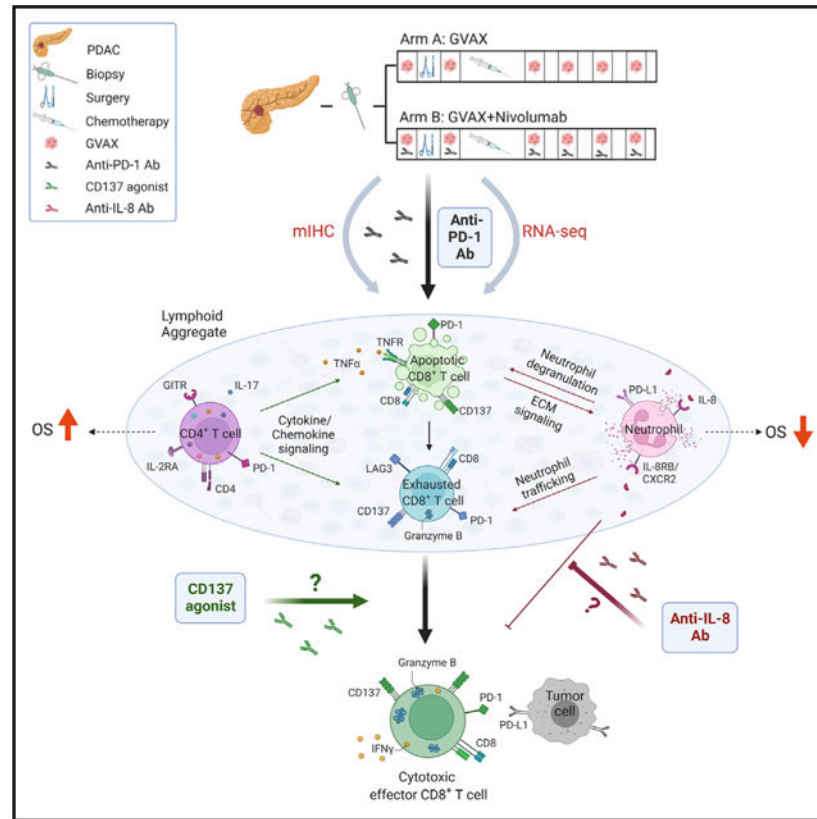 PDAC
Biopsy
Surgery
Chemotherapy
GVAX
Anti-PD-1 Ab
CD137 agonist
Anti-IL-8 Ab
Arm A: GVAX
Arm B: GVAX+Nivolumab
mIHC
Anti-
PD-1
Ab
RNA-seq
Lymphoid
Aggregate
PD-1
TNFR
TNFα
Apoptotic
CD8⁺ T cell
CD8
CD137
Neutrophil
degranulation
ECM
signaling
PD-L1
IL-8
Neutrophil
IL-8RB/
CXCR2
GITR
IL-17
OS
CD4⁺ T cell
IL-2RA
PD-1
CD4
Cytokine/
Chemokine
signaling
OS
LAG3
CD8
Exhausted
CD8⁺ T cell
CD137
PD-1
Granzyme B
Neutrophil
trafficking
CD137
agonist
?
?
Anti-IL-8
Ab
Granzyme B
CD137
PD-1
IFNγ
CD8
PD-L1
Tumor
cell
Cytotoxic
effector CD8⁺ T cell